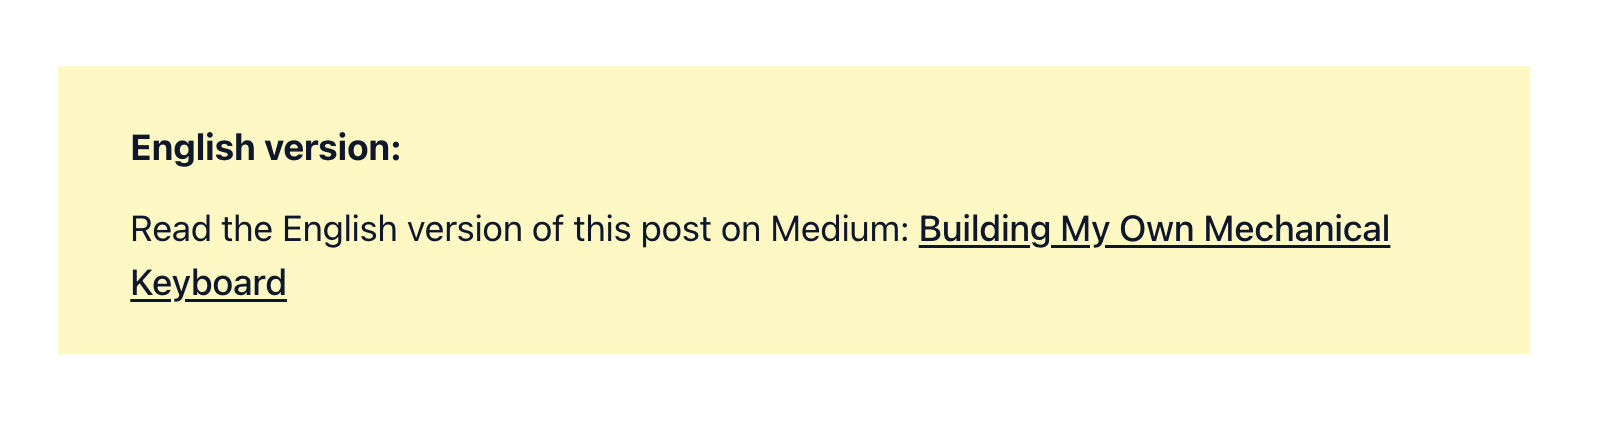 English version:
Read the English version of this post on Medium: Building My Own Mechanical
Keyboard